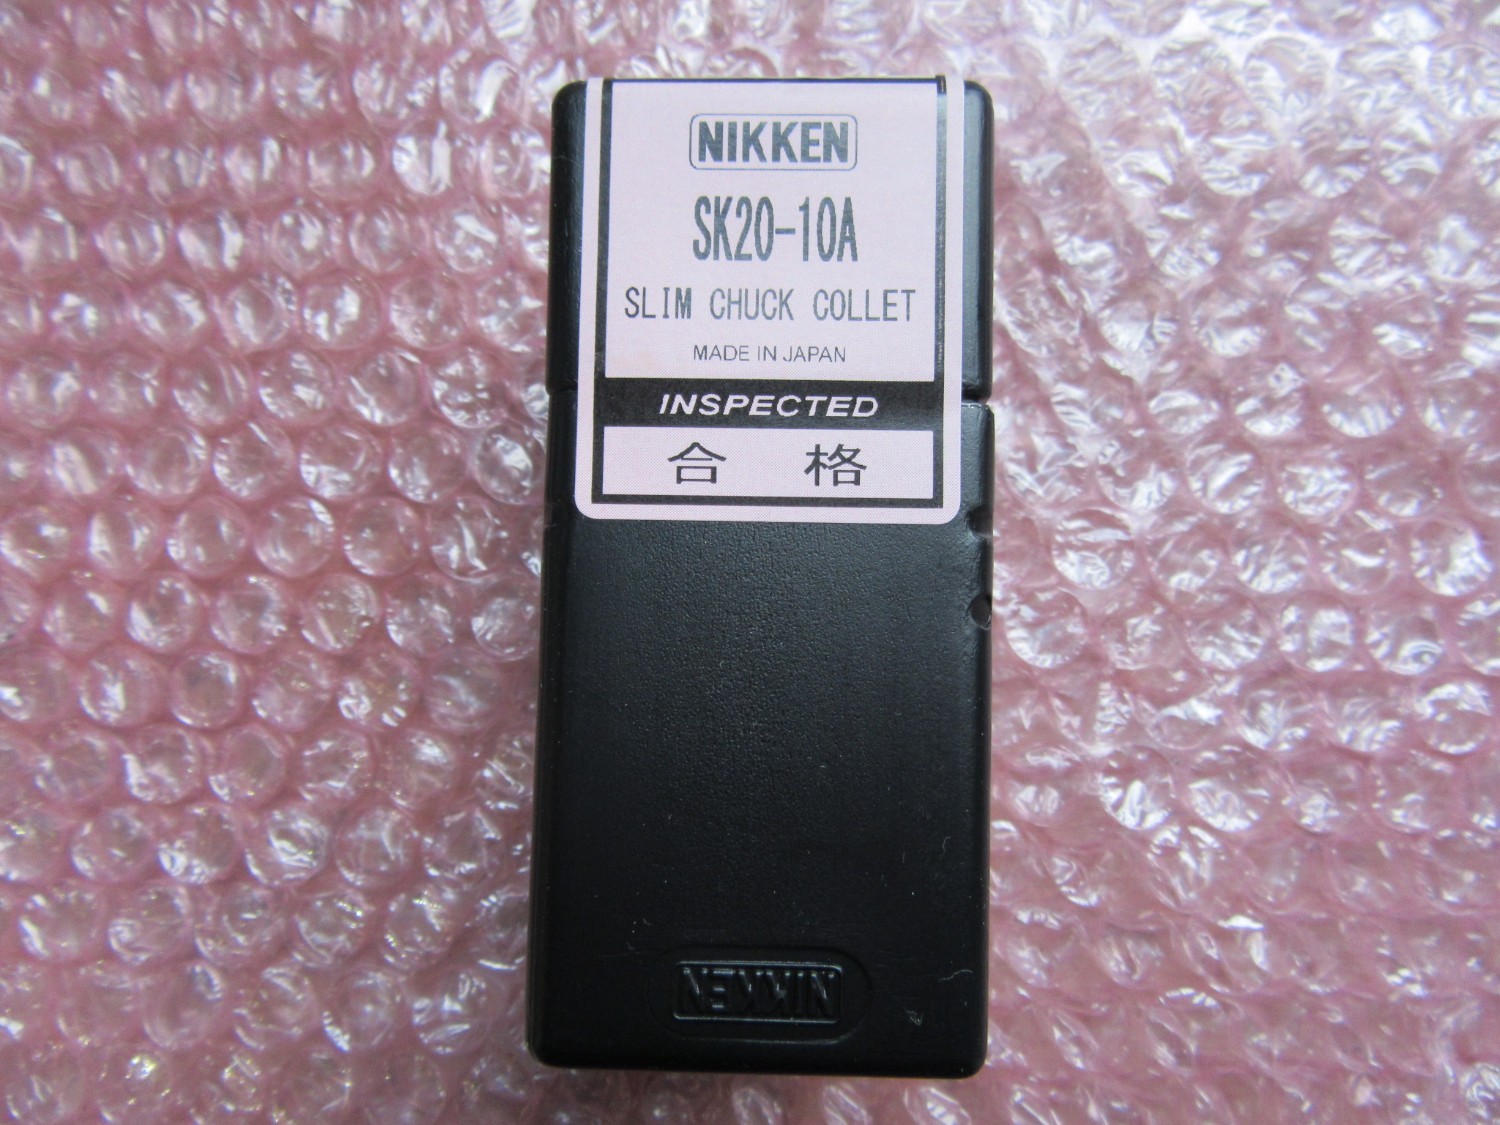 NIKKEN
SK20-10A
SLIM CHUCK COLLET
MADE IN JAPAN
INSPECTED
合格
NIKKEN